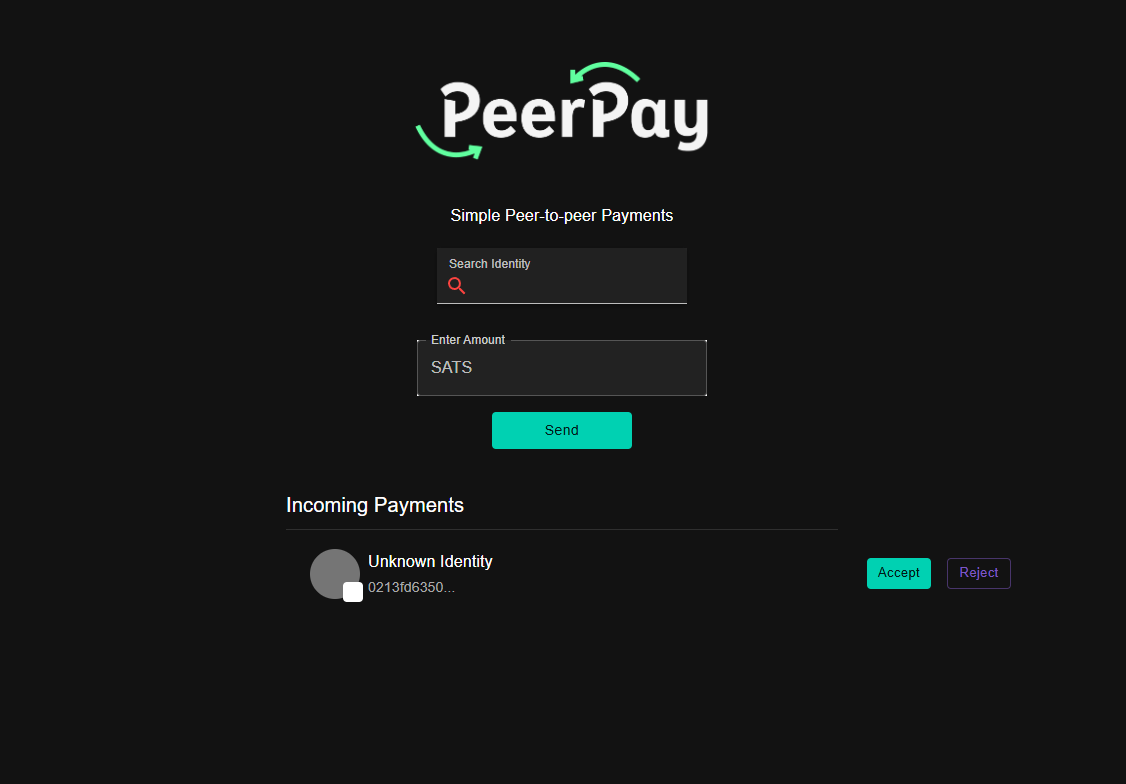 PeerPay
Simple Peer-to-peer Payments
Search Identity
Enter Amount
SATS
Send
Incoming Payments
Unknown Identity
0213fd6350...
Accept
Reject